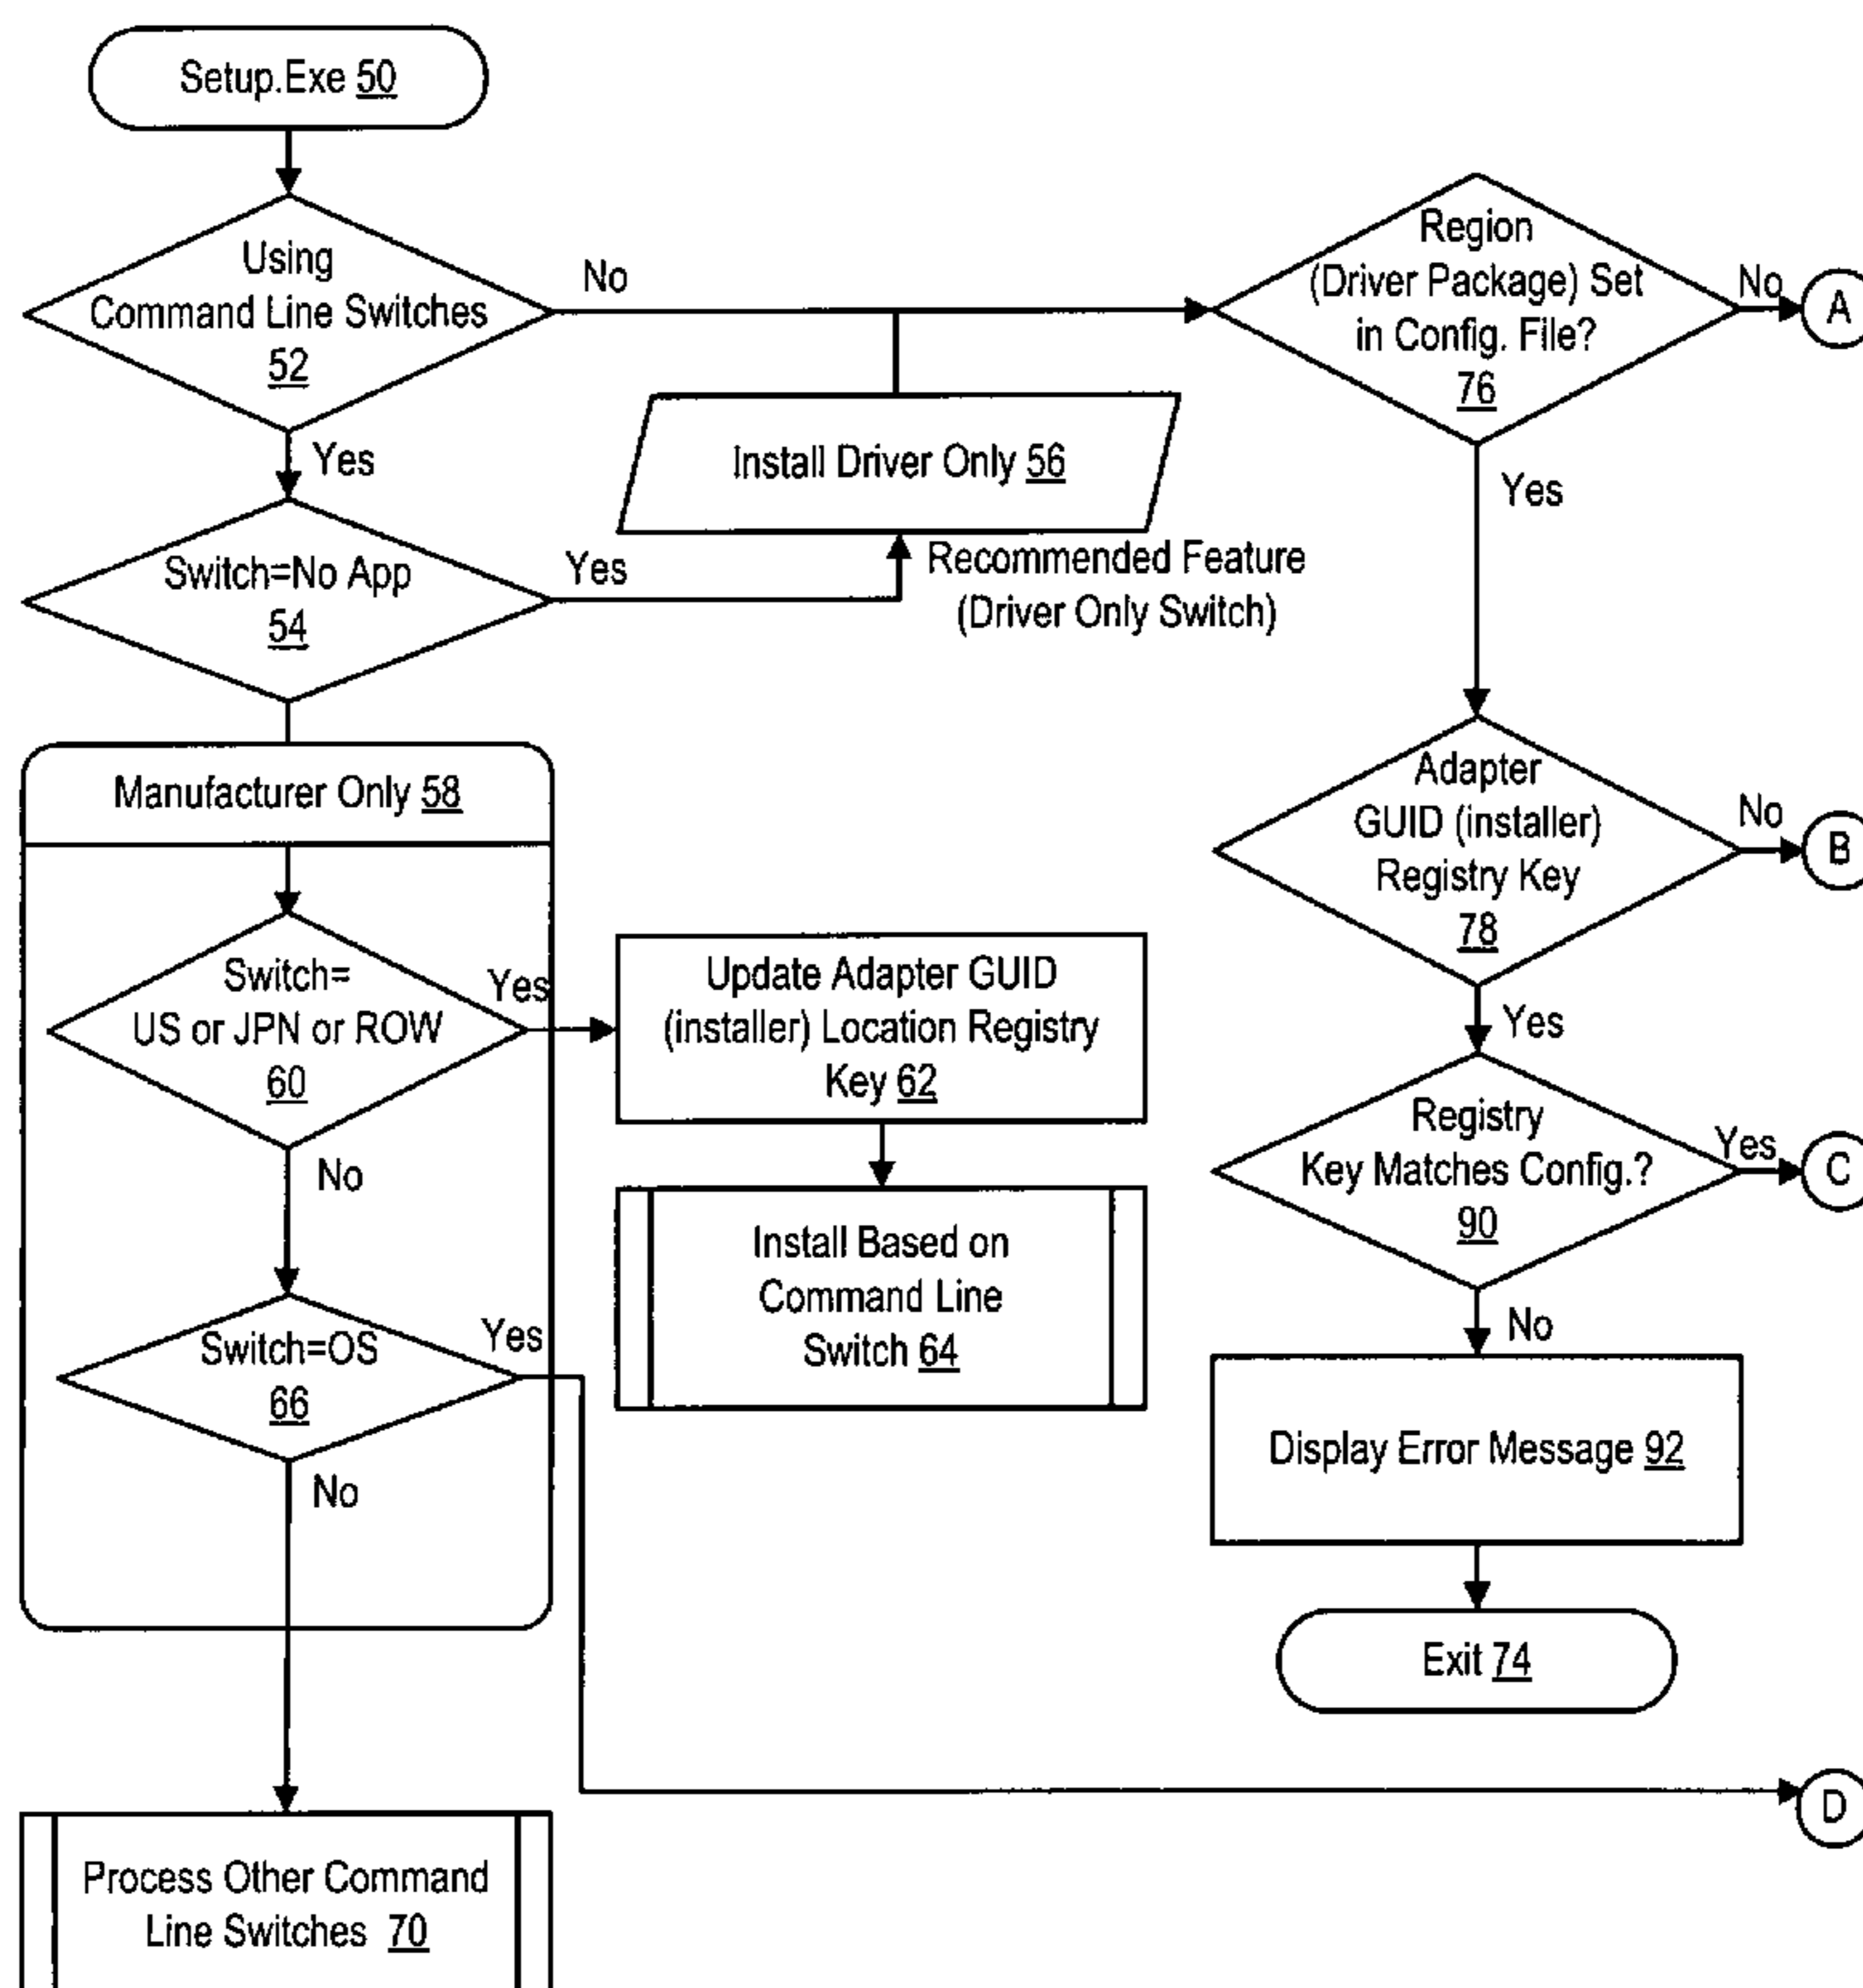 Setup.Exe 50
Using
Command Line Switches
52
No
Yes
Switch=No App
54
Yes
Install Driver Only 56
Recommended Feature
(Driver Only Switch)
Manufacturer Only 58
Switch=
US or JPN or ROW
60
Yes
No
Update Adapter GUID
(installer) Location Registry
Key 62
Install Based on
Command Line
Switch 64
Switch=OS
66
Yes
No
Process Other Command
Line Switches 70
Region
(Driver Package) Set
in Config. File?
76
No
A
Yes
Adapter
GUID (installer)
Registry Key
78
No
B
Yes
Registry
Key Matches Config.?
90
Yes
C
No
Display Error Message 92
Exit 74
D